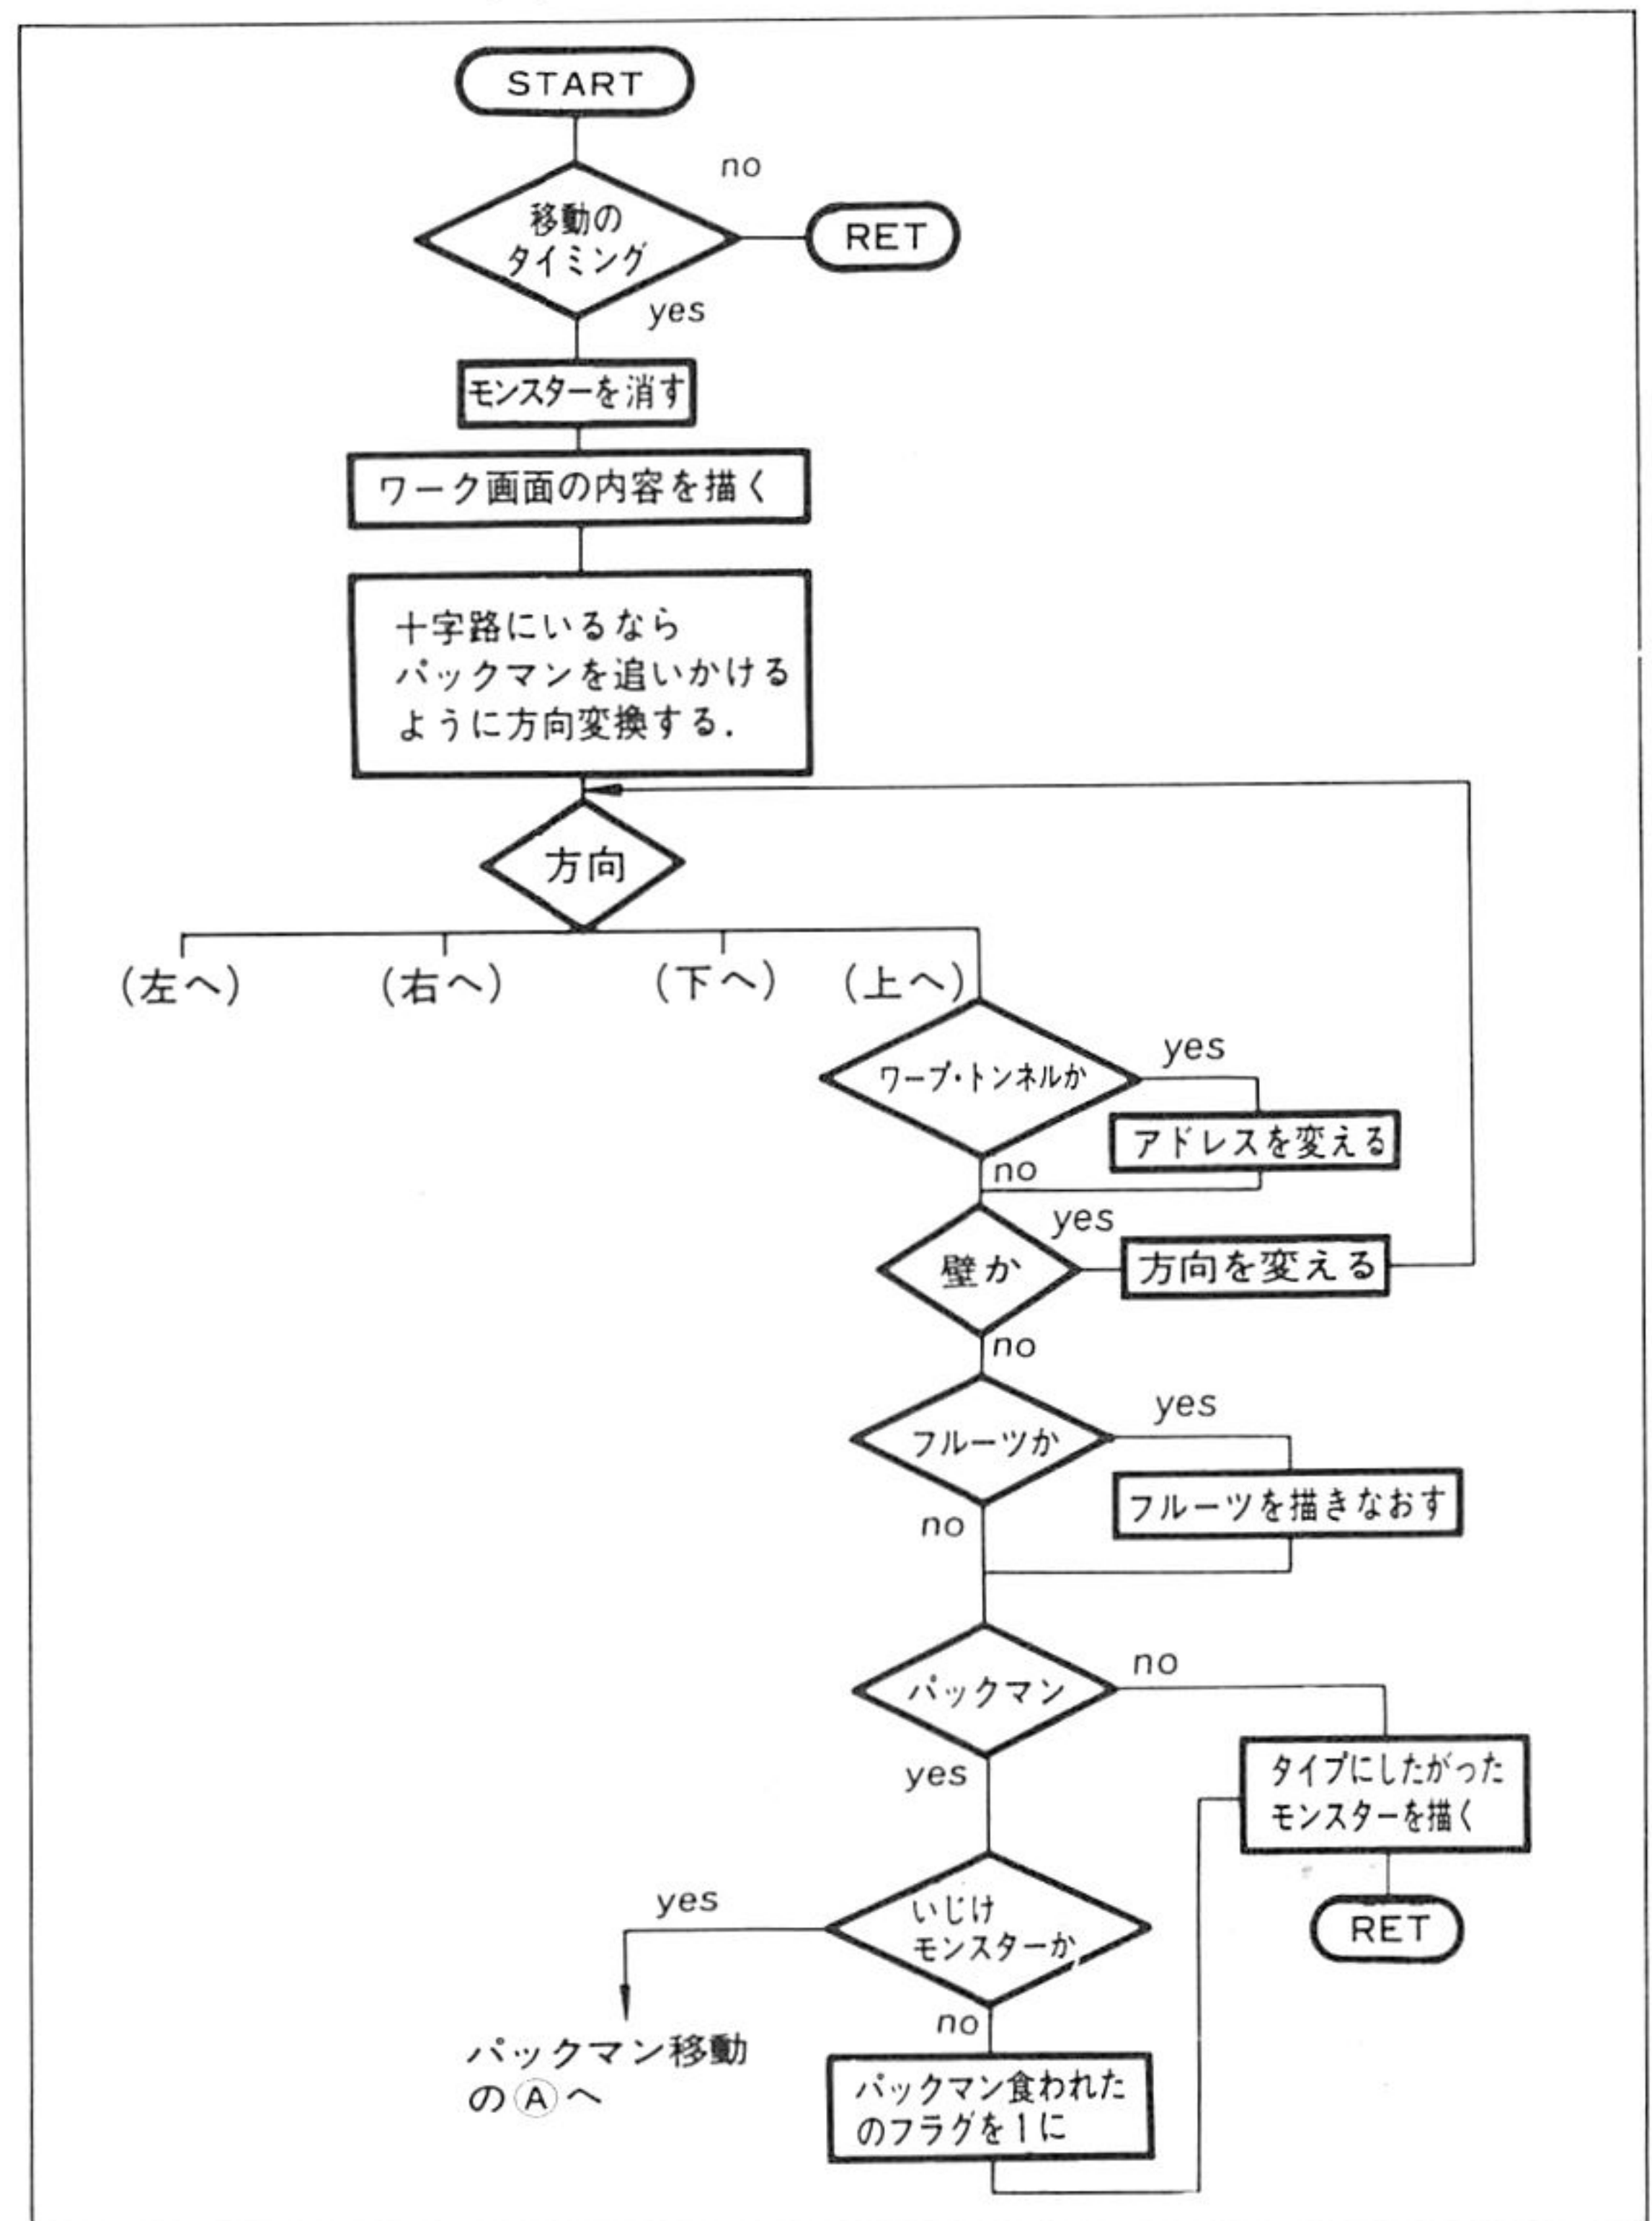 START
no
移動の
タイミング
RET
yes
モンスターを消す
ワーク画面の内容を描く
十字路にいるなら
パックマンを追いかける
ように方向変換する.
方向
(左へ)
(右へ)
(下へ)
(上へ)
yes
ワープ・トンネルか
アドレスを変える
no
yes
壁か
方向を変える
no
yes
フルーツか
フルーツを描きなおす
no
no
パックマン
yes
タイプにしたがった
モンスターを描く
yes
いじけ
モンスターか
RET
no
パックマン移動
のⒶへ
パックマン食われた
のフラグを1に